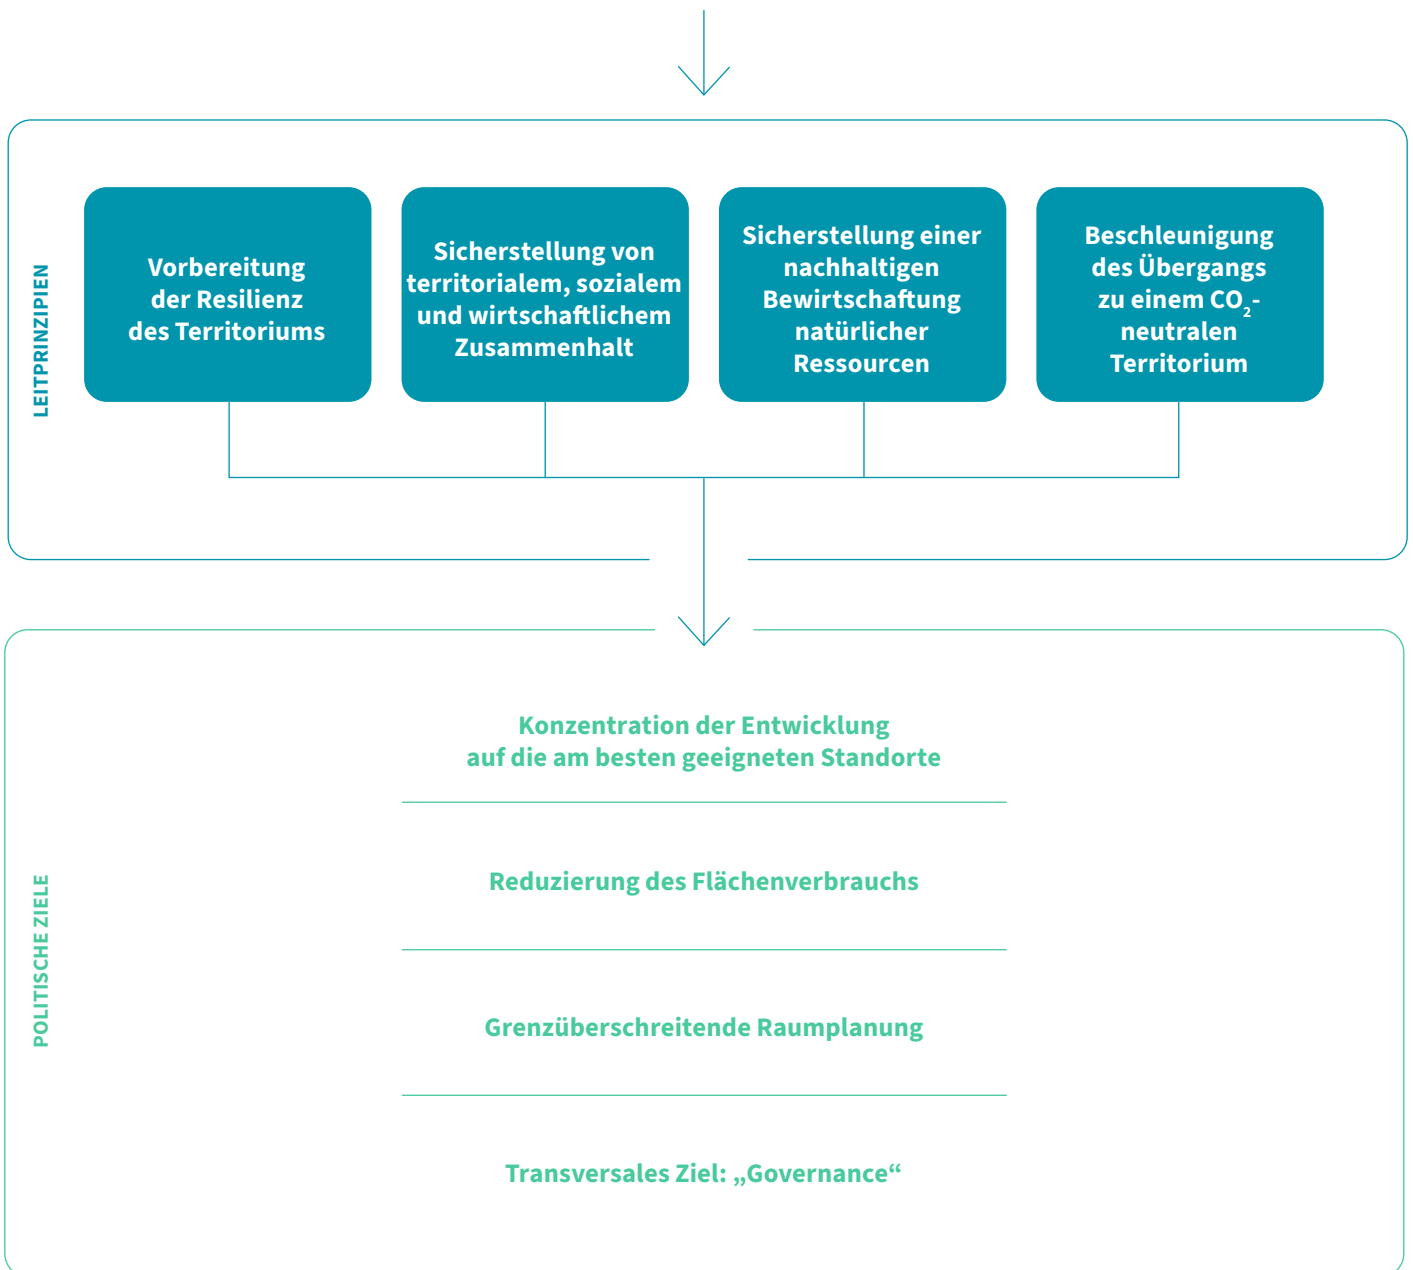 LEITPRINZIPIEN
Vorbereitung
der Resilienz
des Territoriums
Sicherstellung von
territorialem, sozialem
und wirtschaftlichem
Zusammenhalt
Sicherstellung einer
nachhaltigen
Bewirtschaftung
natürlicher
Ressourcen
Beschleunigung
des Übergangs
zu einem CO₂-
neutralen
Territorium
POLITISCHE ZIELE
Konzentration der Entwicklung
auf die am besten geeigneten Standorte
Reduzierung des Flächenverbrauchs
Grenzüberschreitende Raumplanung
Transversales Ziel: „Governance“